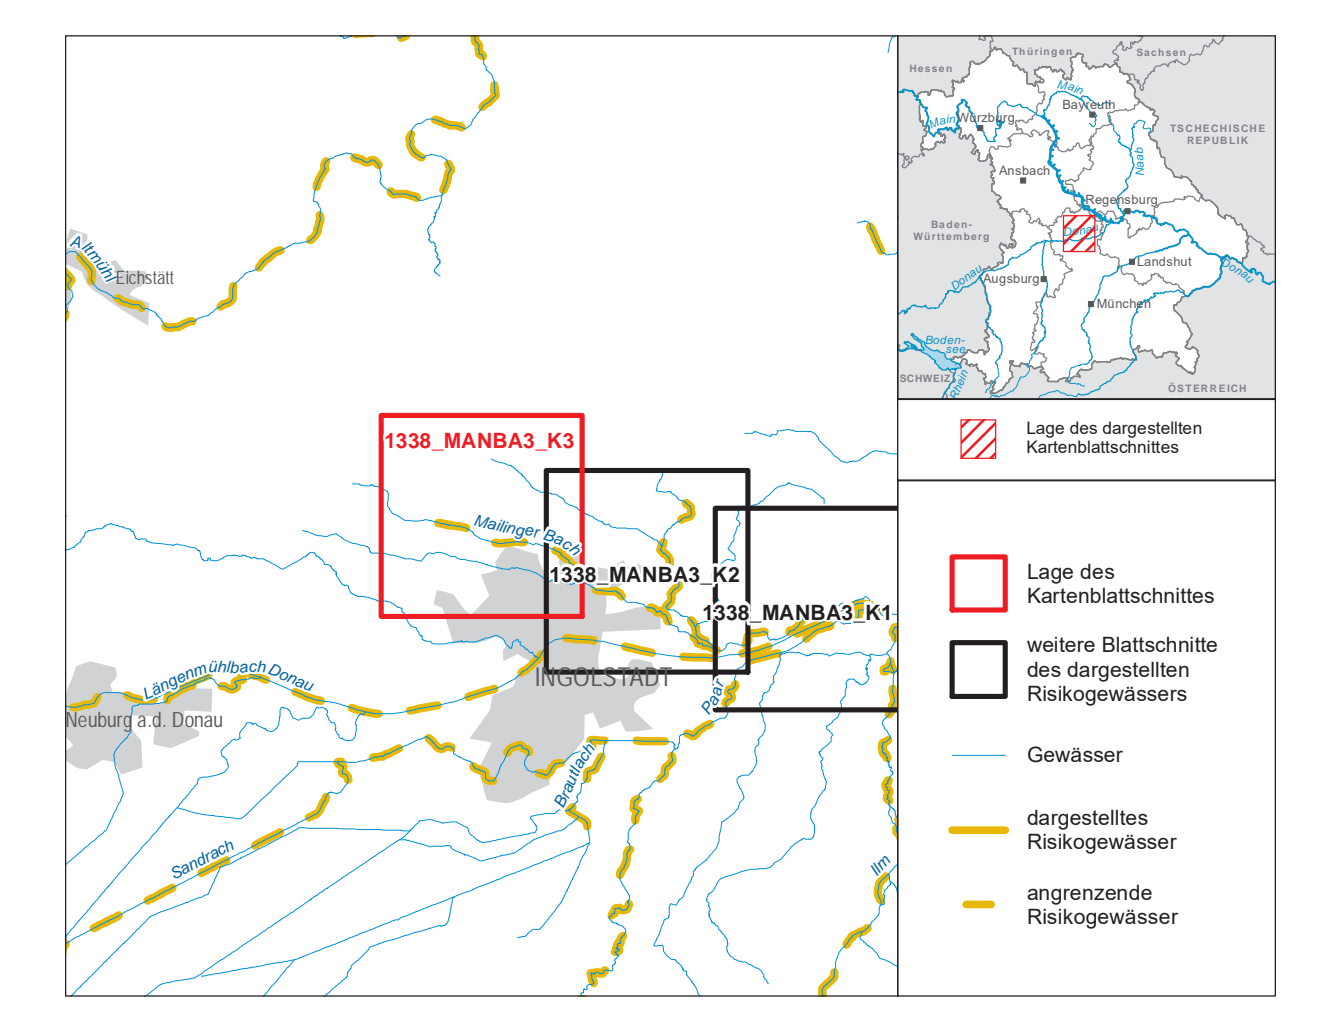 Altmühl
Eichstätt
1338_MANBA3_K3
Mailinger Bach
1338_MANBA3_K2
1338_MANBA3_K1
INGOLSTADT
Längenmühlbach
Donau
Neuburg a.d. Donau
Paar
Brautlach
Sandrach
Ilm
Thüringen
Sachsen
Hessen
Main
Bayreuth
Main
Würzburg
TSCHECHISCHE
REPUBLIK
Naab
Ansbach
Regensburg
Baden-
Württemberg
Donau
Landshut
Donau
Donau
Augsburg
München
Boden-
see
SCHWEIZ
Rhein
ÖSTERREICH
Lage des dargestellten
Kartenblattschnittes
Lage des
Kartenblattschnittes
weitere Blattschnitte
des dargestellten
Risikogewässers
Gewässer
dargestelltes
Risikogewässer
angrenzende
Risikogewässer